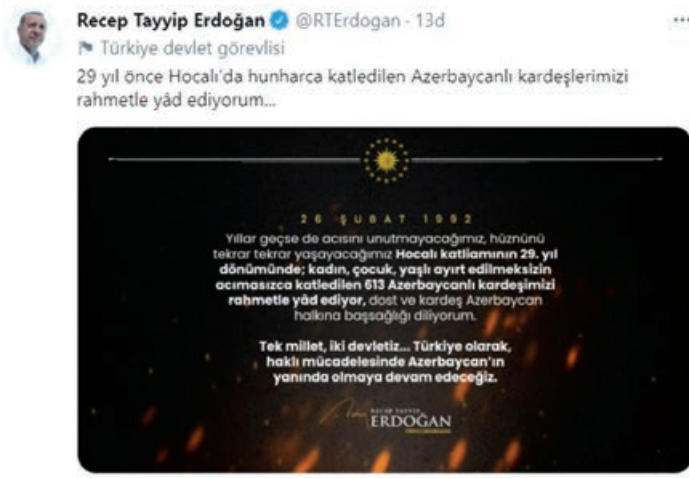 Recep Tayyip Erdoğan @RTErdogan · 13d
Türkiye devlet görevlisi
29 yıl önce Hocalı'da hunharca katledilen Azerbaycanlı kardeşlerimizi
rahmetle yâd ediyorum...
26 ŞUBAT 1992
Yıllar geçse de acısını unutmayacağımız, hüznünü
tekrar tekrar yaşayacağımız Hocalı katliamının 29. yıl
dönümünde; kadın, çocuk, yaşlı ayırt edilmeksizin
acımasızca katledilen 613 Azerbaycanlı kardeşimizi
rahmetle yâd ediyor, dost ve kardeş Azerbaycan
halkına başsağlığı diliyorum.
Tek millet, iki devletiz... Türkiye olarak,
haklı mücadelesinde Azerbaycan'ın
yanında olmaya devam edeceğiz.
RECEP TAYYİP
ERDOĞAN